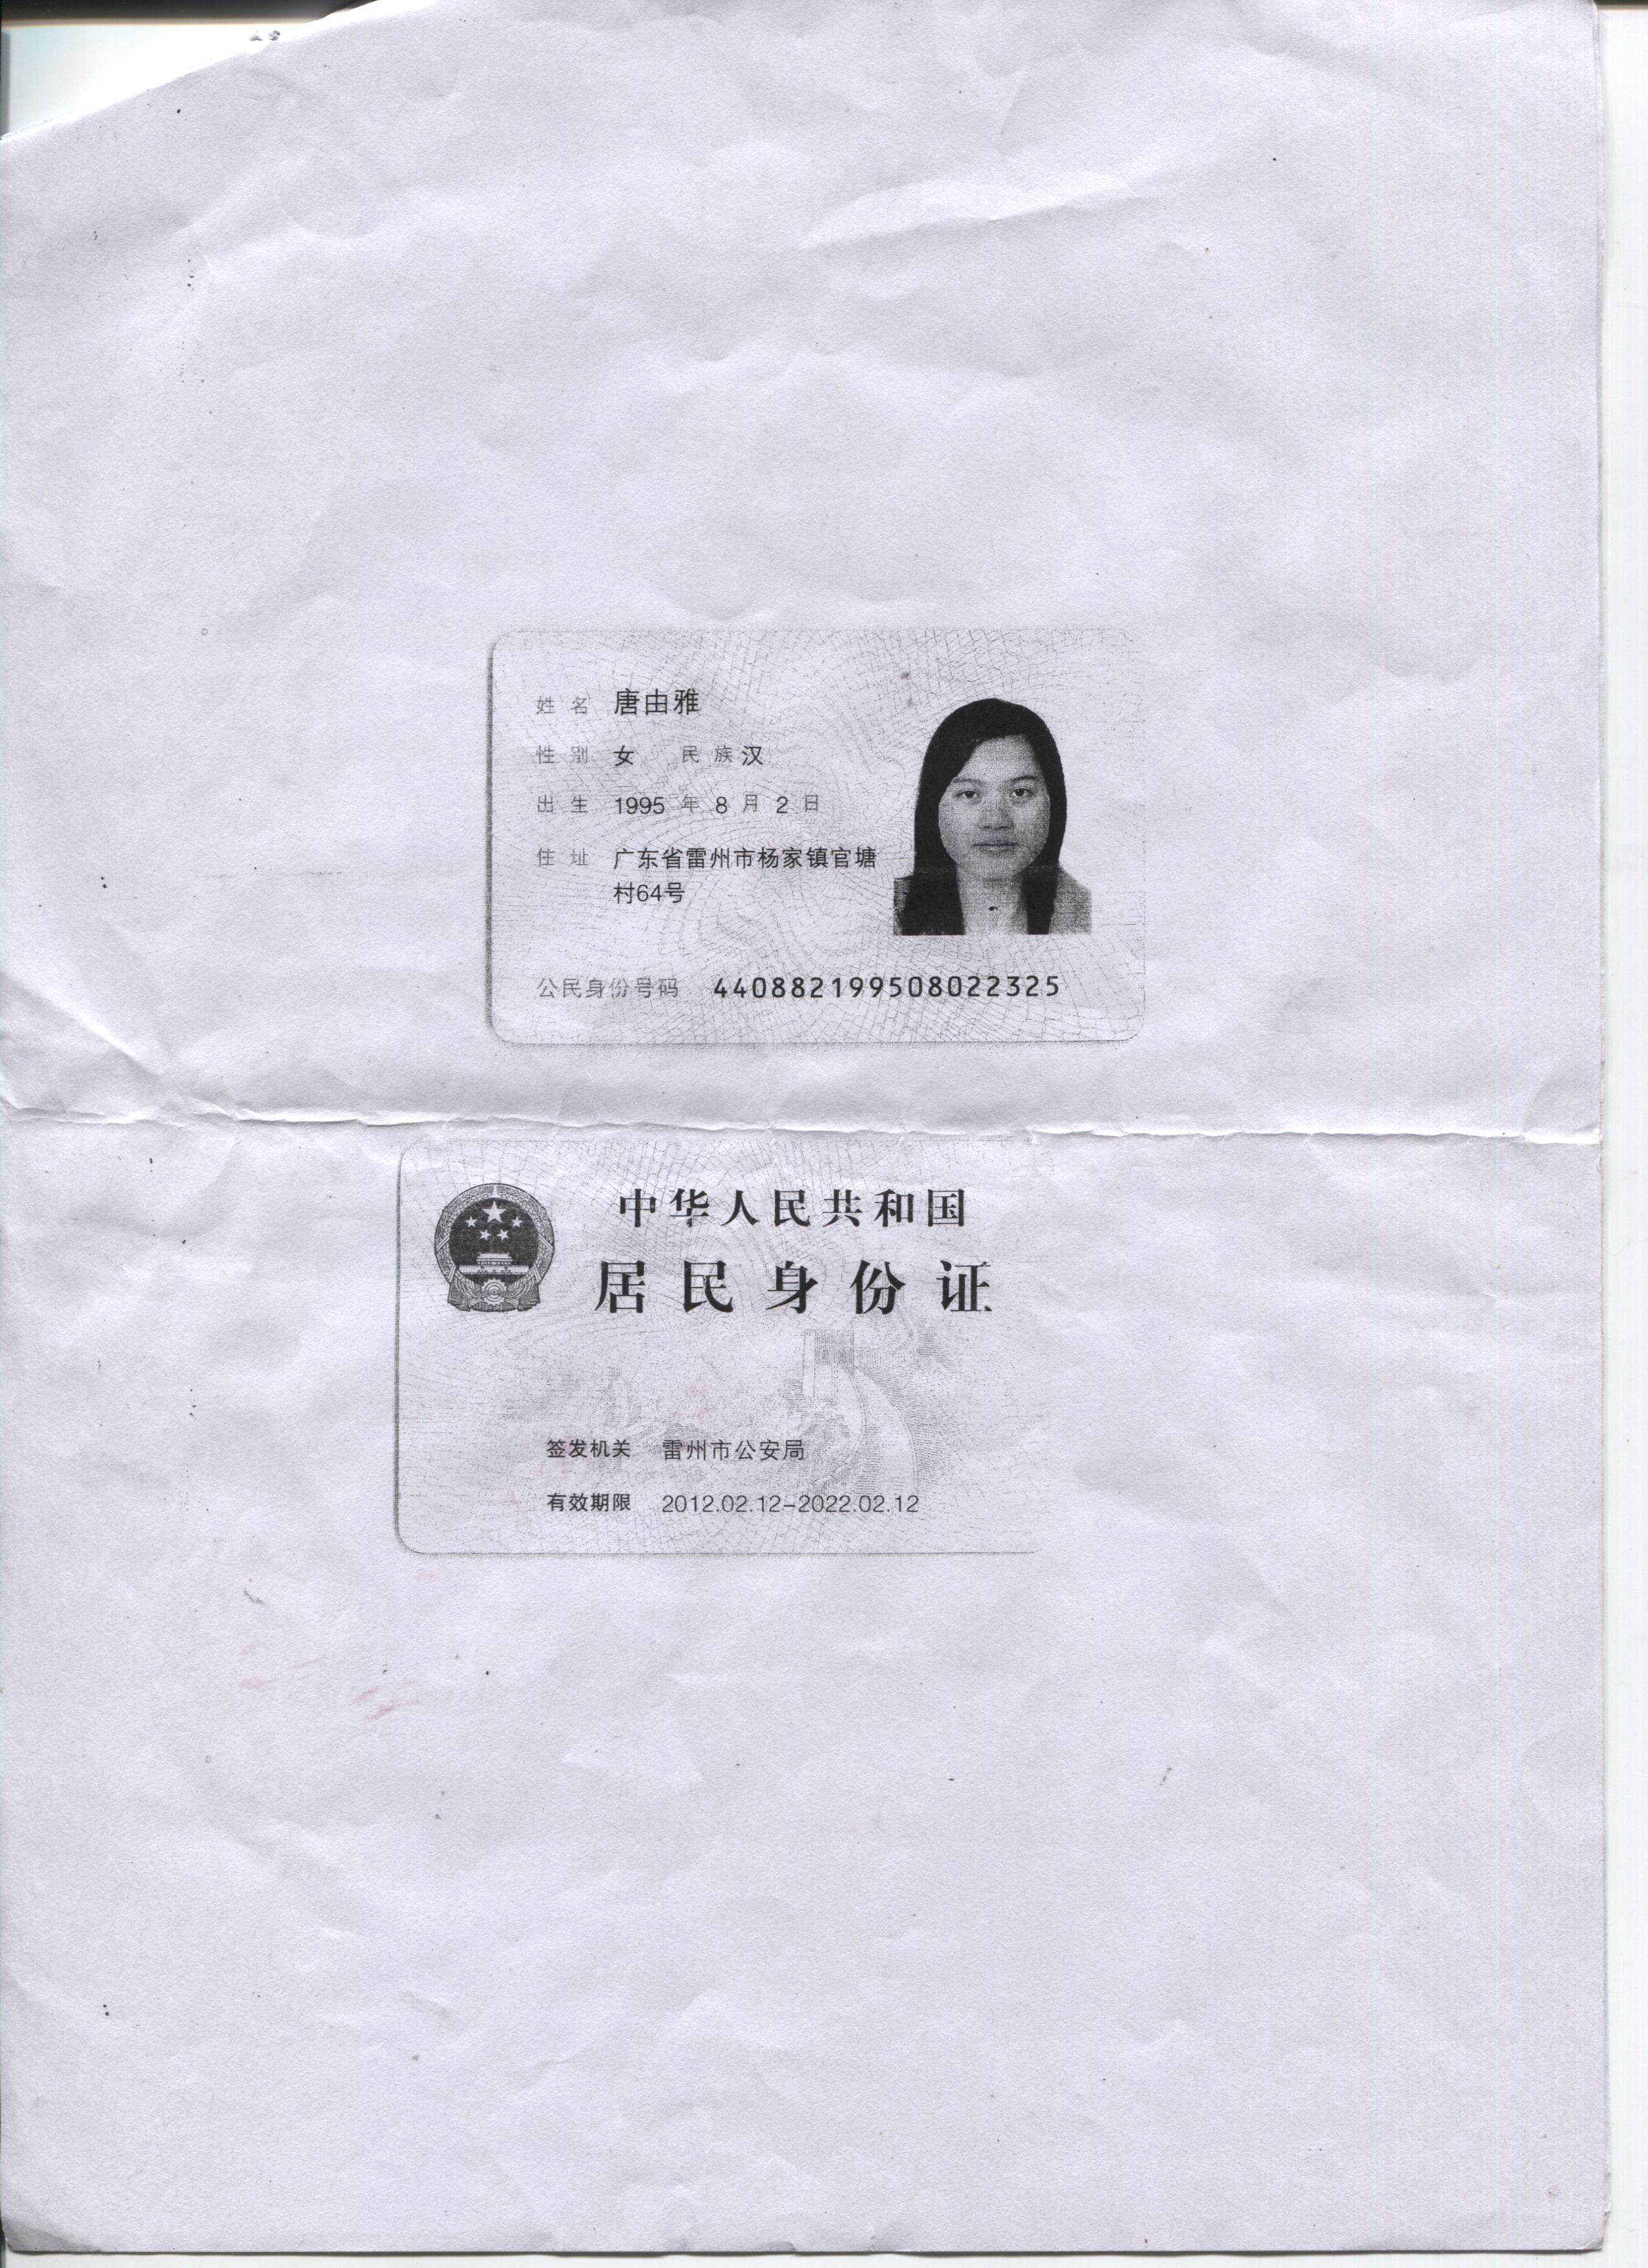 姓名 唐由雅
性别 女 民族 汉
出生 1995 年 8 月 2 日
住址 广东省雷州市杨家镇官塘
村64号
公民身份号码 440882199508022325
中华人民共和国
居民身份证
签发机关 雷州市公安局
有效期限 2012.02.12-2022.02.12